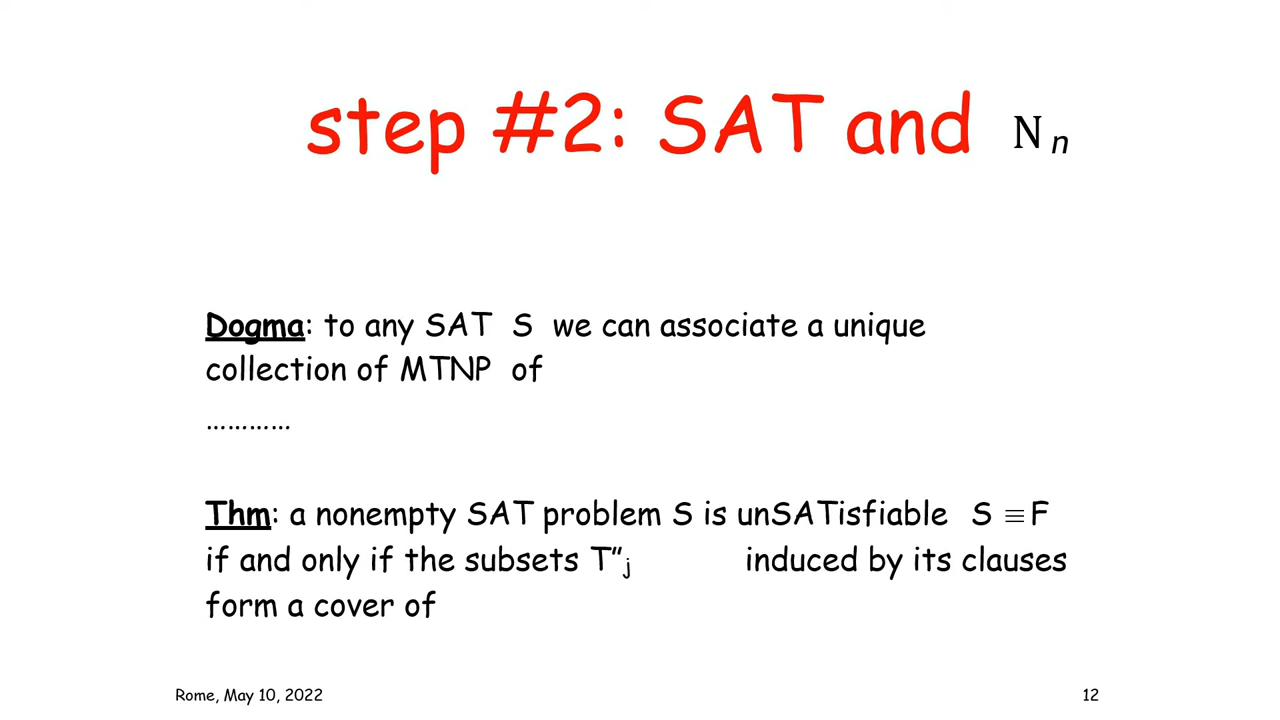 step #2: SAT and N n
Dogma: to any SAT S we can associate a unique
collection of MTNP of
…………
Thm: a nonempty SAT problem S is unSATisfiable S ≡ F
if and only if the subsets T” j induced by its clauses
form a cover of
Rome, May 10, 2022 12